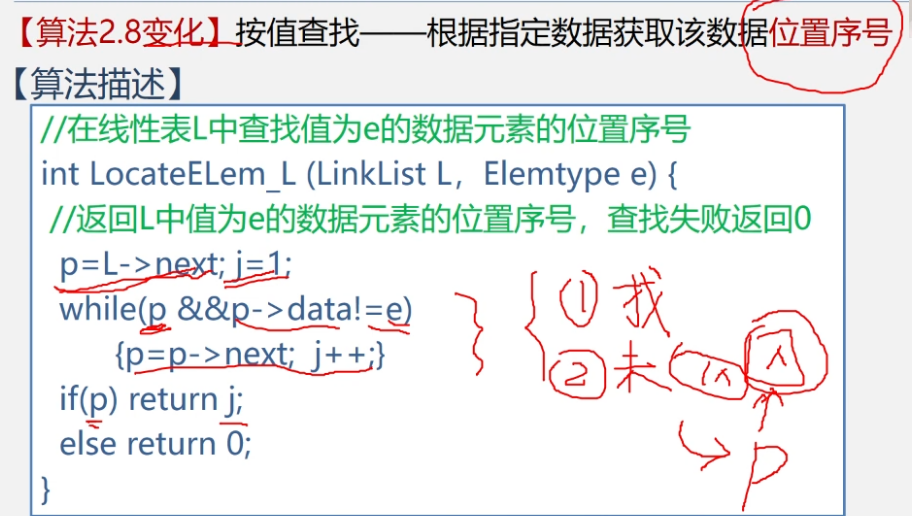 【算法2.8变化】按值查找——根据指定数据获取该数据位置序号
【算法描述】
//在线性表L中查找值为e的数据元素的位置序号
int LocateELem_L (LinkList L, Elemtype e) {
//返回L中值为e的数据元素的位置序号，查找失败返回0
p=L->next; j=1;
while(p &&p->data!=e)
{p=p->next; j++;}
if(p) return j;
else return 0;
}
① 找
② 未
p